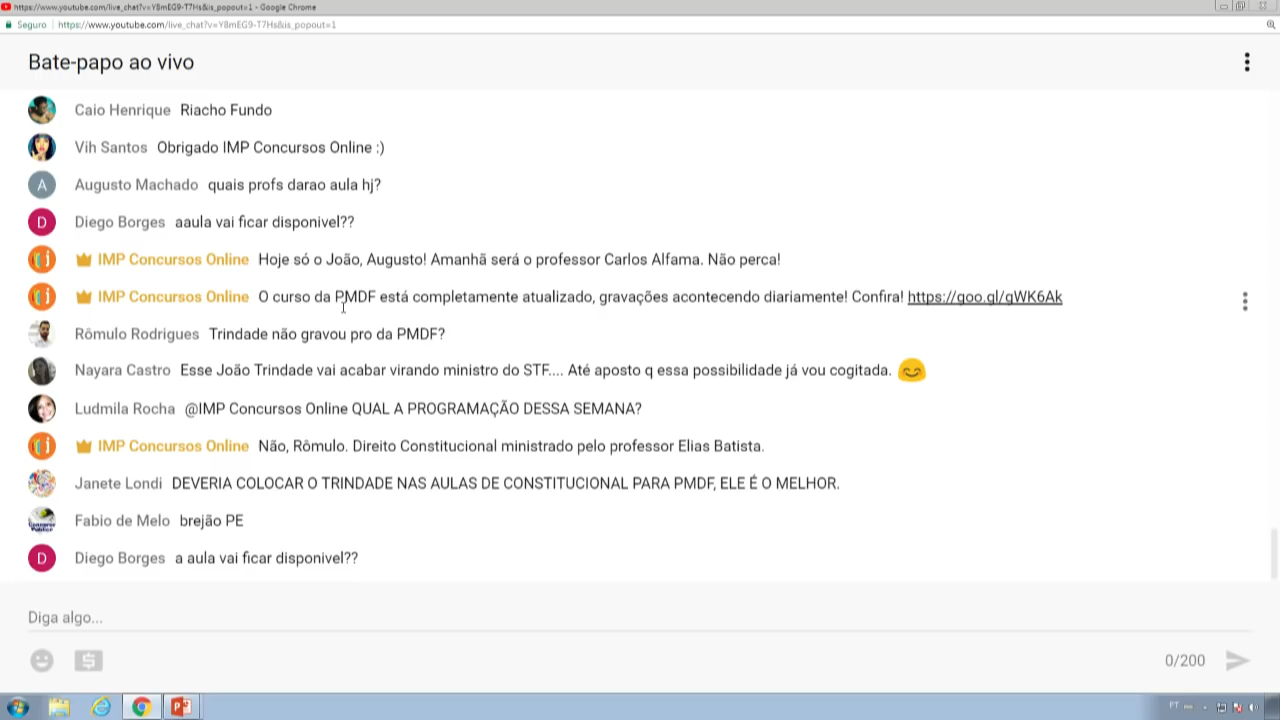 https://www.youtube.com/live_chat?v=Y8mEG9-T7Hs&is_popout=1 - Google Chrome
Seguro https://www.youtube.com/live_chat?v=Y8mEG9-T7Hs&is_popout=1
Bate-papo ao vivo
Caio Henrique Riacho Fundo
Vih Santos Obrigado IMP Concursos Online :)
A Augusto Machado quais profs darao aula hj?
D Diego Borges aaula vai ficar disponivel??
IMP Concursos Online Hoje só o João, Augusto! Amanhã será o professor Carlos Alfama. Não perca!
IMP Concursos Online O curso da PMDF está completamente atualizado, gravações acontecendo diariamente! Confira! https://goo.gl/gWK6Ak
Rômulo Rodrigues Trindade não gravou pro da PMDF?
Nayara Castro Esse João Trindade vai acabar virando ministro do STF.... Até aposto q essa possibilidade já vou cogitada. 😊
Ludmila Rocha @IMP Concursos Online QUAL A PROGRAMAÇÃO DESSA SEMANA?
IMP Concursos Online Não, Rômulo. Direito Constitucional ministrado pelo professor Elias Batista.
Janete Londi DEVERIA COLOCAR O TRINDADE NAS AULAS DE CONSTITUCIONAL PARA PMDF, ELE É O MELHOR.
Fabio de Melo brejão PE
D Diego Borges a aula vai ficar disponivel??
Diga algo...
0/200
PT